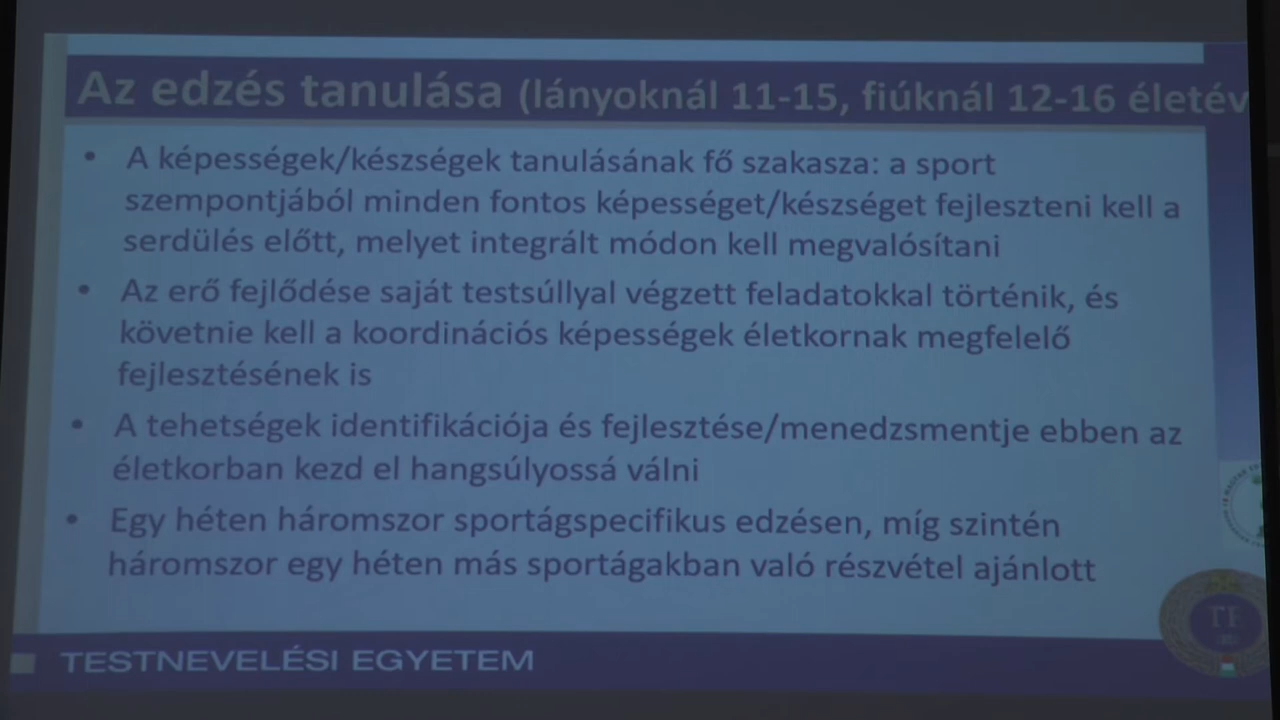 Az edzés tanulása (lányoknál 11-15, fiúknál 12-16 életév
• A képességek/készségek tanulásának fő szakasza: a sport
szempontjából minden fontos képességet/készséget fejleszteni kell a
serdülés előtt, melyet integrált módon kell megvalósítani
• Az erő fejlődése saját testsúllyal végzett feladatokkal történik, és
követnie kell a koordinációs képességek életkornak megfelelő
fejlesztésének is
• A tehetségek identifikációja és fejlesztése/menedzsmentje ebben az
életkorban kezd el hangsúlyossá válni
• Egy héten háromszor sportágspecifikus edzésen, míg szintén
háromszor egy héten más sportágakban való részvétel ajánlott
TF
TESTNEVELÉSI EGYETEM